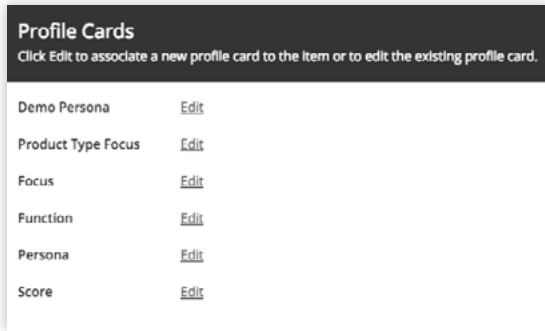 Profile Cards
Click Edit to associate a new profile card to the item or to edit the existing profile card.
Demo Persona Edit
Product Type Focus Edit
Focus Edit
Function Edit
Persona Edit
Score Edit